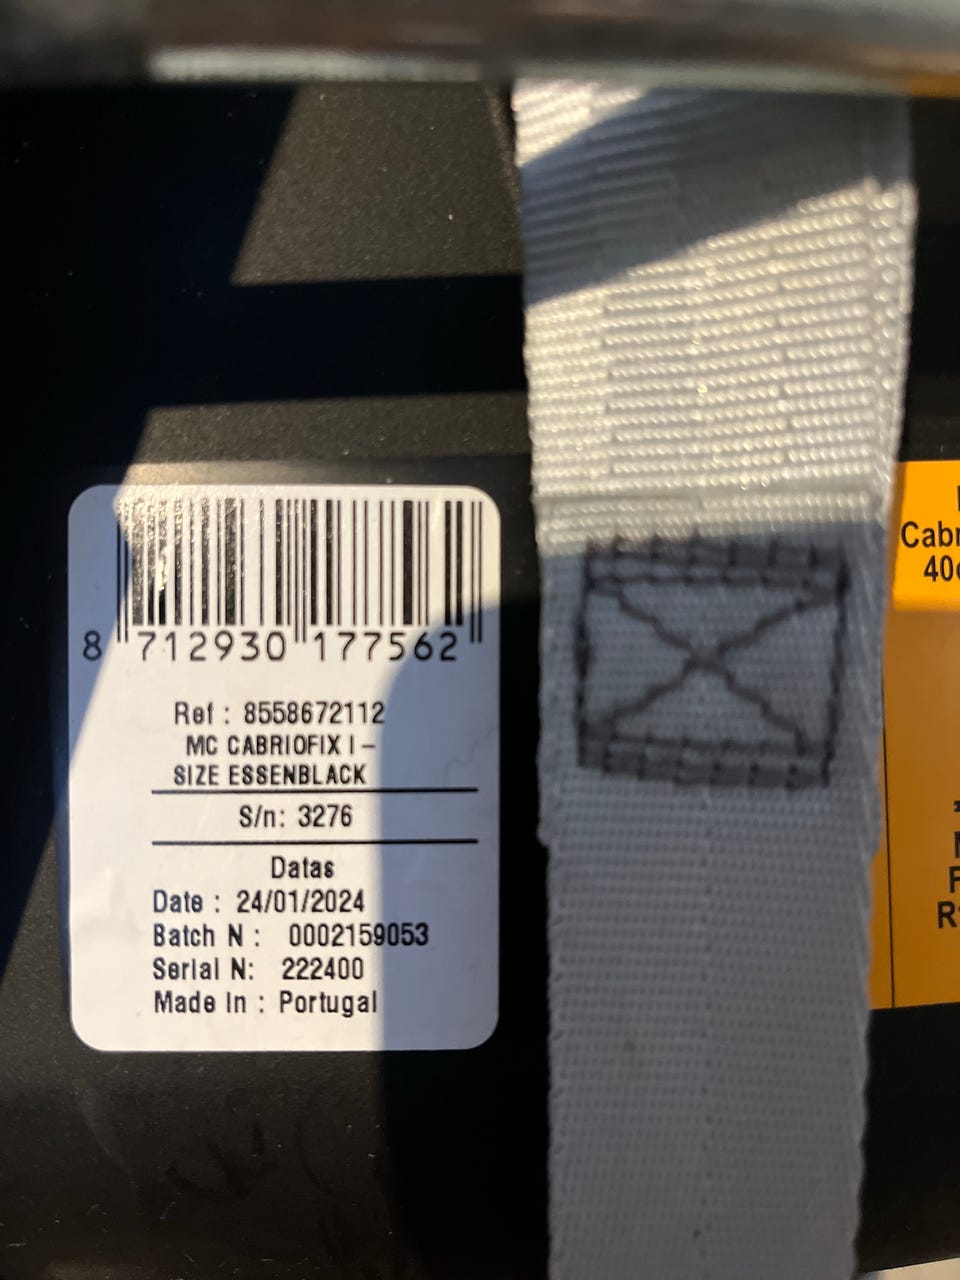 8 712930 177562
Ref : 8558672112
MC CABRIOFIX I –
SIZE ESSENBLACK
S/n: 3276
Datas
Date : 24/01/2024
Batch N : 0002159053
Serial N: 222400
Made In : Portugal
Cabr